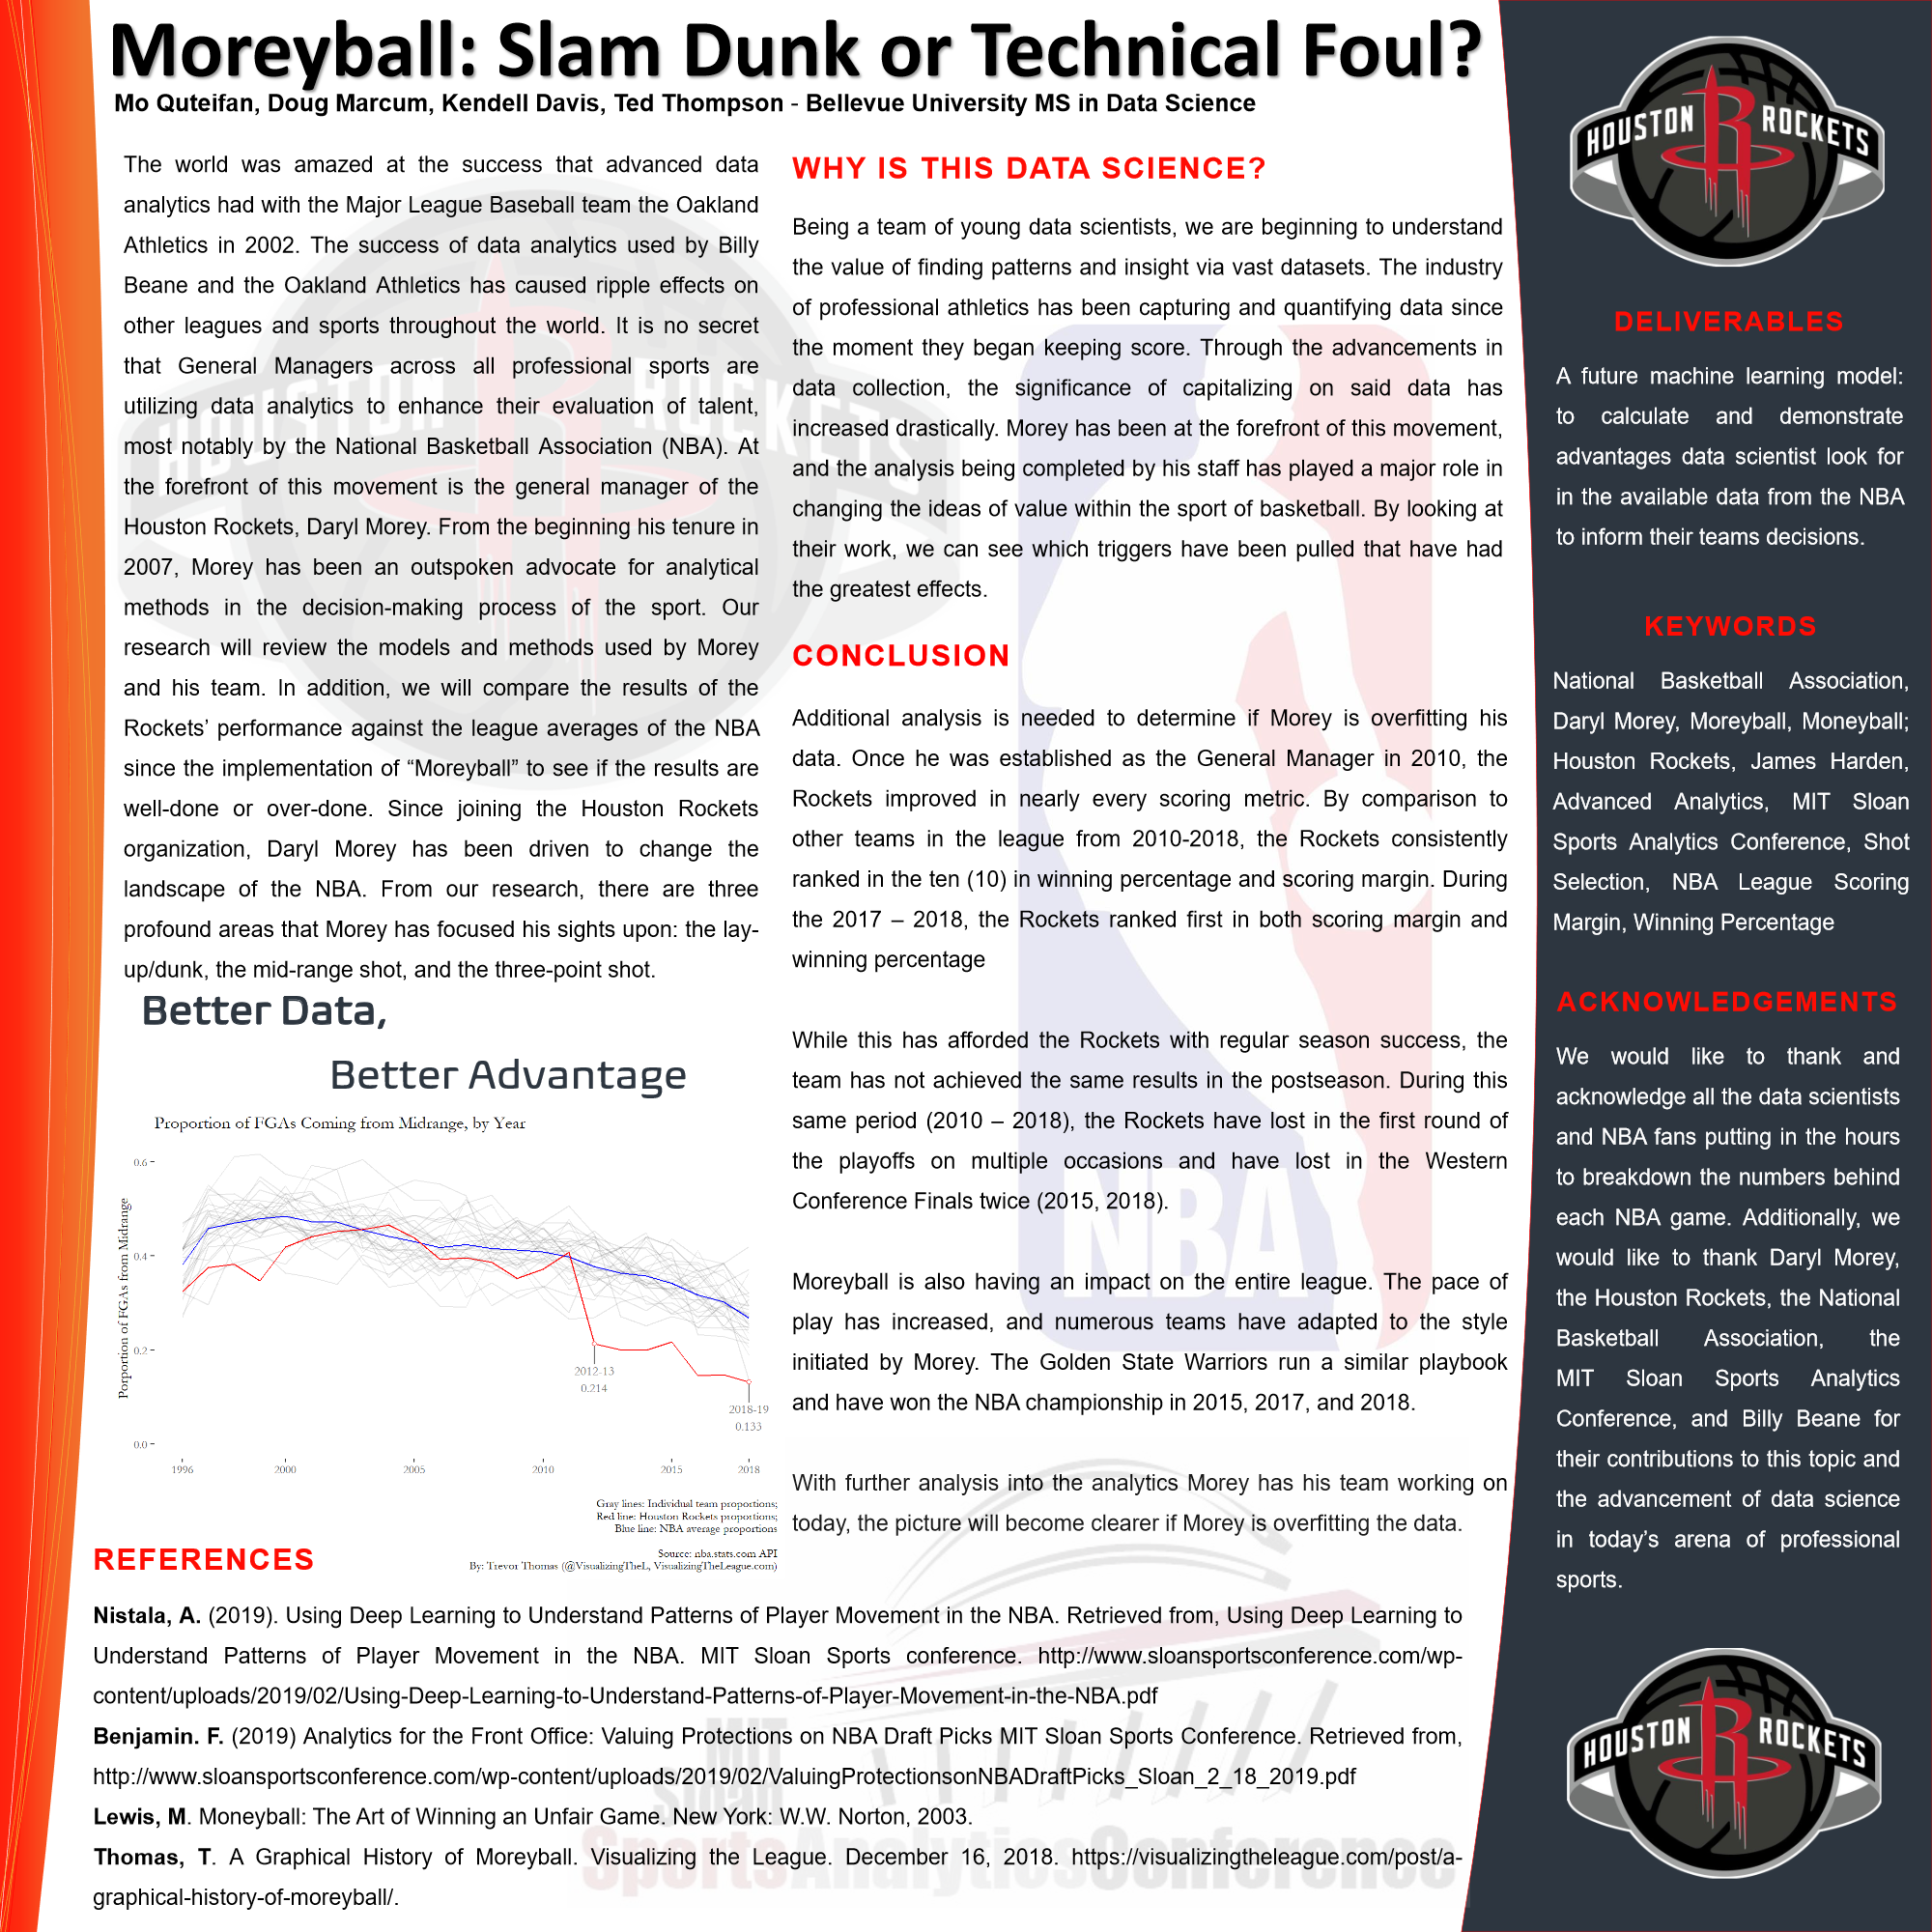 Moreyball: Slam Dunk or Technical Foul?
Mo Quteifan, Doug Marcum, Kendell Davis, Ted Thompson - Bellevue University MS in Data Science
The world was amazed at the success that advanced data
analytics had with the Major League Baseball team the Oakland
Athletics in 2002. The success of data analytics used by Billy
Beane and the Oakland Athletics has caused ripple effects on
other leagues and sports throughout the world. It is no secret
that General Managers across all professional sports are
utilizing data analytics to enhance their evaluation of talent,
most notably by the National Basketball Association (NBA). At
the forefront of this movement is the general manager of the
Houston Rockets, Daryl Morey. From the beginning his tenure in
2007, Morey has been an outspoken advocate for analytical
methods in the decision-making process of the sport. Our
research will review the models and methods used by Morey
and his team. In addition, we will compare the results of the
Rockets’ performance against the league averages of the NBA
since the implementation of “Moreyball” to see if the results are
well-done or over-done. Since joining the Houston Rockets
organization, Daryl Morey has been driven to change the
landscape of the NBA. From our research, there are three
profound areas that Morey has focused his sights upon: the lay-
up/dunk, the mid-range shot, and the three-point shot.
HOUSTON ROCKETS
Better Data,
Better Advantage
Proportion of FGAs Coming from Midrange, by Year
Porportion of FGAs from Midrange
0.6
0.4
0.2
0.0
2012-13
0.214
2018-19
0.133
1996 2000 2005 2010 2015 2018
Gray lines: Individual team proportions;
Red line: Houston Rockets proportions;
Blue line: NBA average proportions
Source: nba.stats.com API
By: Trevor Thomas (@VisualizingTheL, VisualizingTheLeague.com)
WHY IS THIS DATA SCIENCE?
Being a team of young data scientists, we are beginning to understand
the value of finding patterns and insight via vast datasets. The industry
of professional athletics has been capturing and quantifying data since
the moment they began keeping score. Through the advancements in
data collection, the significance of capitalizing on said data has
increased drastically. Morey has been at the forefront of this movement,
and the analysis being completed by his staff has played a major role in
changing the ideas of value within the sport of basketball. By looking at
their work, we can see which triggers have been pulled that have had
the greatest effects.
CONCLUSION
Additional analysis is needed to determine if Morey is overfitting his
data. Once he was established as the General Manager in 2010, the
Rockets improved in nearly every scoring metric. By comparison to
other teams in the league from 2010-2018, the Rockets consistently
ranked in the ten (10) in winning percentage and scoring margin. During
the 2017 – 2018, the Rockets ranked first in both scoring margin and
winning percentage
While this has afforded the Rockets with regular season success, the
team has not achieved the same results in the postseason. During this
same period (2010 – 2018), the Rockets have lost in the first round of
the playoffs on multiple occasions and have lost in the Western
Conference Finals twice (2015, 2018).
Moreyball is also having an impact on the entire league. The pace of
play has increased, and numerous teams have adapted to the style
initiated by Morey. The Golden State Warriors run a similar playbook
and have won the NBA championship in 2015, 2017, and 2018.
With further analysis into the analytics Morey has his team working on
today, the picture will become clearer if Morey is overfitting the data.
NBA
REFERENCES
Nistala, A. (2019). Using Deep Learning to Understand Patterns of Player Movement in the NBA. Retrieved from, Using Deep Learning to
Understand Patterns of Player Movement in the NBA. MIT Sloan Sports conference. http://www.sloansportsconference.com/wp-
content/uploads/2019/02/Using-Deep-Learning-to-Understand-Patterns-of-Player-Movement-in-the-NBA.pdf
Benjamin. F. (2019) Analytics for the Front Office: Valuing Protections on NBA Draft Picks MIT Sloan Sports Conference. Retrieved from,
http://www.sloansportsconference.com/wp-content/uploads/2019/02/ValuingProtectionsonNBADraftPicks_Sloan_2_18_2019.pdf
Lewis, M. Moneyball: The Art of Winning an Unfair Game. New York: W.W. Norton, 2003.
Thomas, T. A Graphical History of Moreyball. Visualizing the League. December 16, 2018. https://visualizingtheleague.com/post/a-
graphical-history-of-moreyball/.
MIT
Sloan
SportsAnalyticsConference
HOUSTON ROCKETS
DELIVERABLES
A future machine learning model:
to calculate and demonstrate
advantages data scientist look for
in the available data from the NBA
to inform their teams decisions.
KEYWORDS
National Basketball Association,
Daryl Morey, Moreyball, Moneyball;
Houston Rockets, James Harden,
Advanced Analytics, MIT Sloan
Sports Analytics Conference, Shot
Selection, NBA League Scoring
Margin, Winning Percentage
ACKNOWLEDGEMENTS
We would like to thank and
acknowledge all the data scientists
and NBA fans putting in the hours
to breakdown the numbers behind
each NBA game. Additionally, we
would like to thank Daryl Morey,
the Houston Rockets, the National
Basketball Association, the
MIT Sloan Sports Analytics
Conference, and Billy Beane for
their contributions to this topic and
the advancement of data science
in today’s arena of professional
sports.
HOUSTON ROCKETS